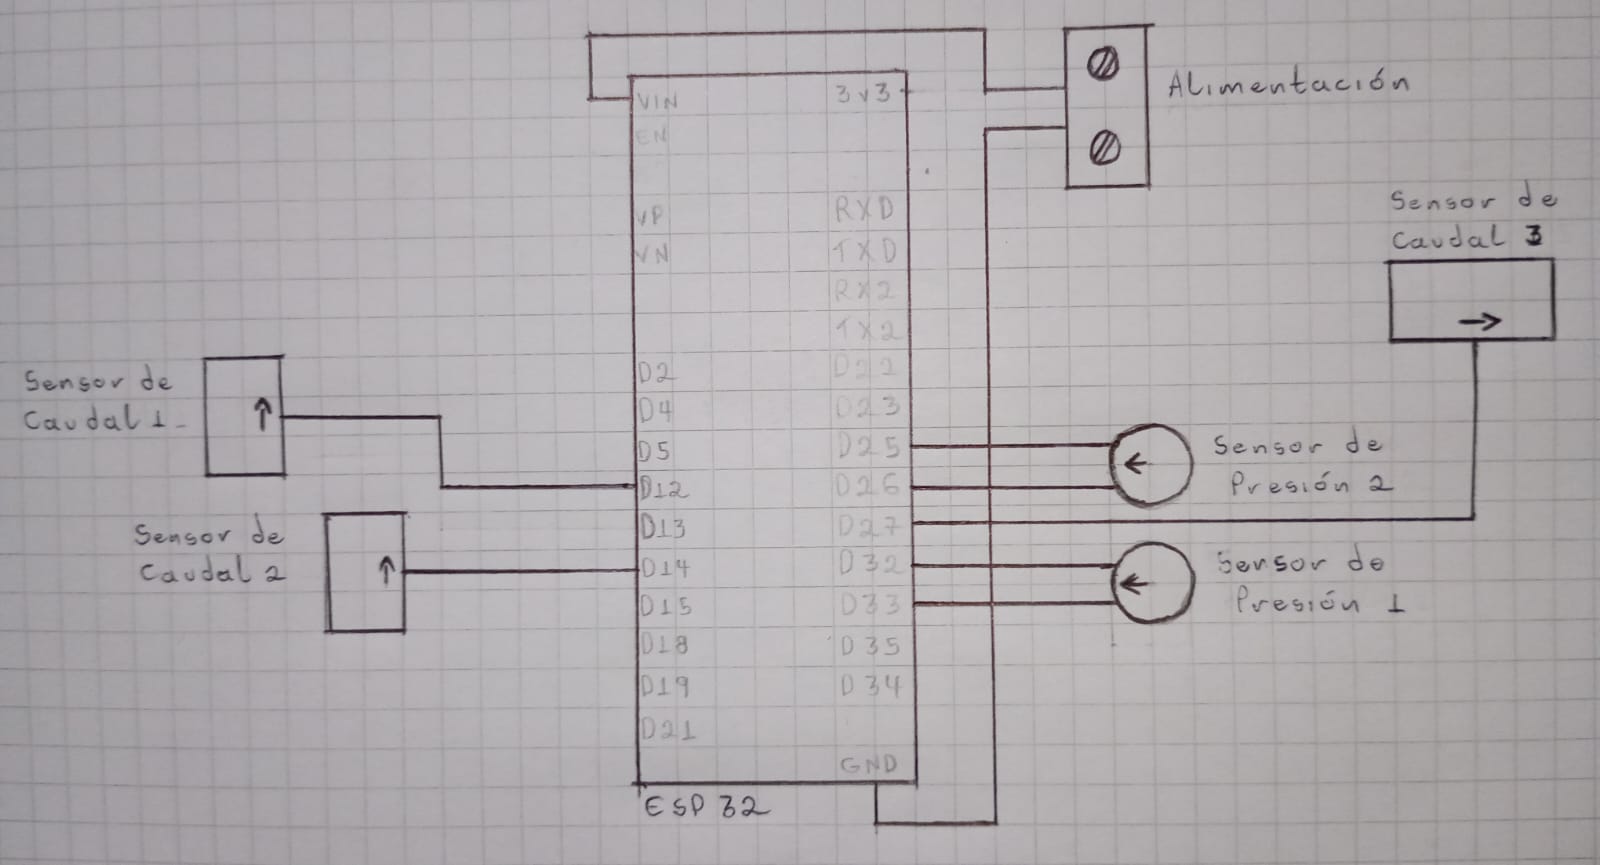 VIN
EN
VP
VN
D2
D4
D5
D12
D13
D14
D15
D18
D19
D21
3v3
RXD
TXD
RX2
TX2
D22
D23
D25
D26
D27
D32
D33
D35
D34
GND
ESP 32
Alimentación
Sensor de
Caudal 3
Sensor de
Caudal 1
Sensor de
Caudal 2
Sensor de
Presión 2
Sensor de
Presión 1